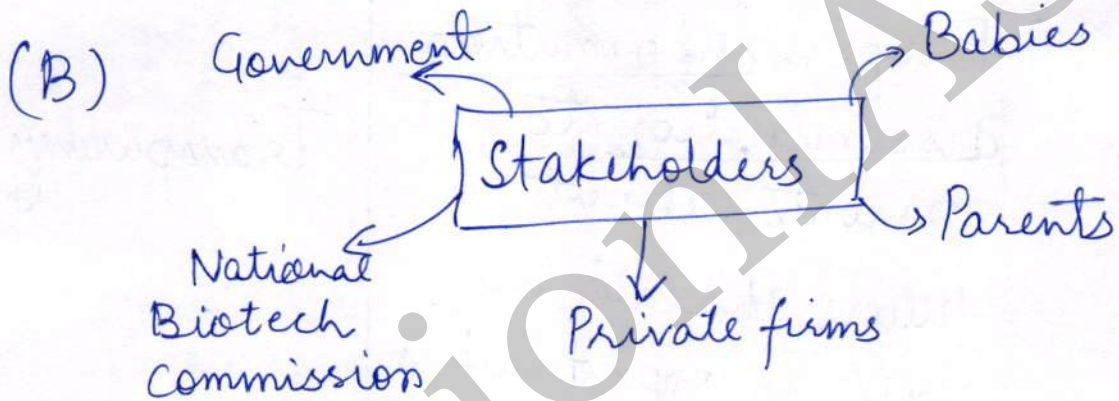 (B)
Government
Babies
Stakeholders
Parents
National
Biotech
Commission
Private firms